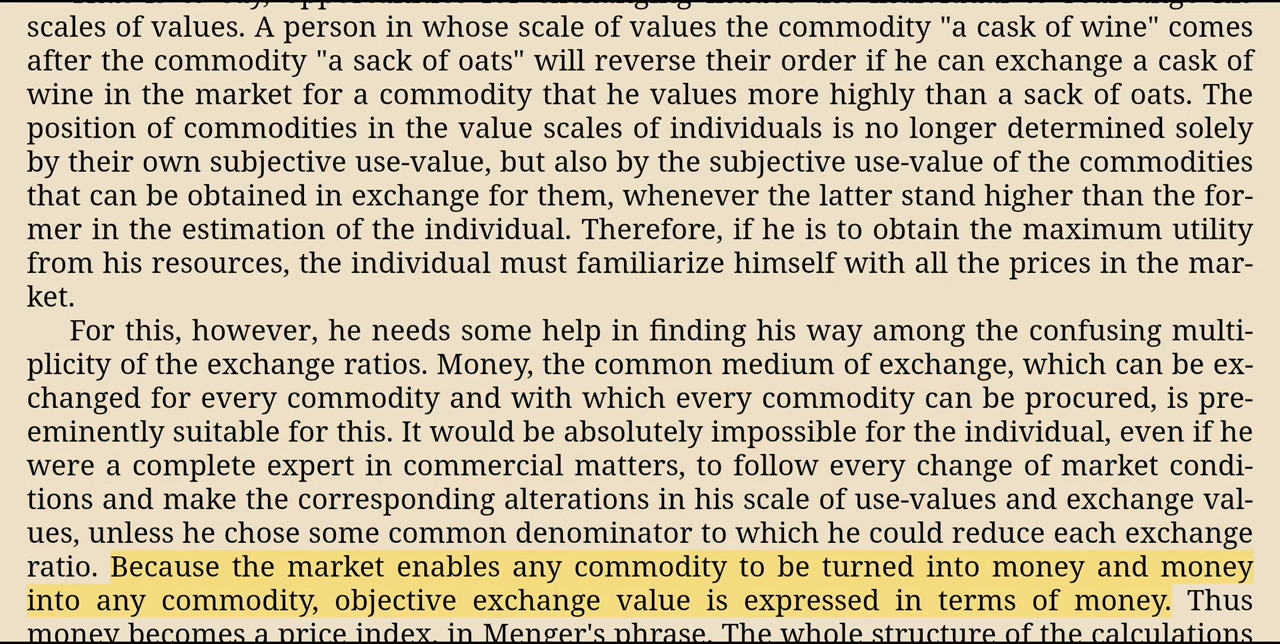 scales of values. A person in whose scale of values the commodity "a cask of wine" comes
after the commodity "a sack of oats" will reverse their order if he can exchange a cask of
wine in the market for a commodity that he values more highly than a sack of oats. The
position of commodities in the value scales of individuals is no longer determined solely
by their own subjective use-value, but also by the subjective use-value of the commodities
that can be obtained in exchange for them, whenever the latter stand higher than the for-
mer in the estimation of the individual. Therefore, if he is to obtain the maximum utility
from his resources, the individual must familiarize himself with all the prices in the mar-
ket.
For this, however, he needs some help in finding his way among the confusing multi-
plicity of the exchange ratios. Money, the common medium of exchange, which can be ex-
changed for every commodity and with which every commodity can be procured, is pre-
eminently suitable for this. It would be absolutely impossible for the individual, even if he
were a complete expert in commercial matters, to follow every change of market condi-
tions and make the corresponding alterations in his scale of use-values and exchange val-
ues, unless he chose some common denominator to which he could reduce each exchange
ratio. Because the market enables any commodity to be turned into money and money
into any commodity, objective exchange value is expressed in terms of money. Thus
money becomes a price index, in Menger's phrase. The whole structure of the calculations